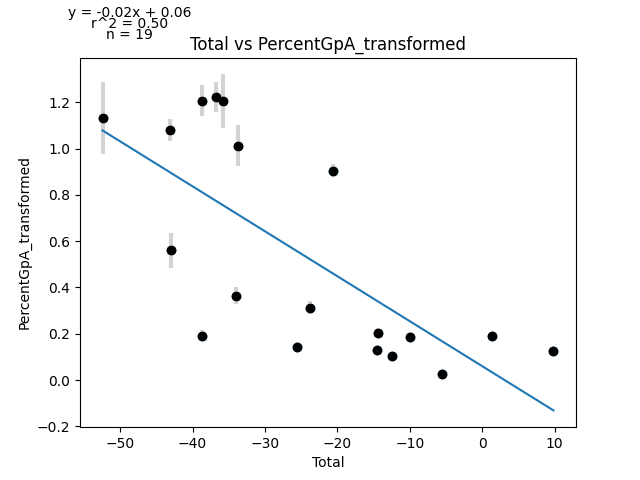 y = -0.02x + 0.06
r^2 = 0.50
n = 19
Total vs PercentGpA_transformed
PercentGpA_transformed
1.2
1.0
0.8
0.6
0.4
0.2
0.0
−0.2
−50 −40 −30 −20 −10 0 10
Total